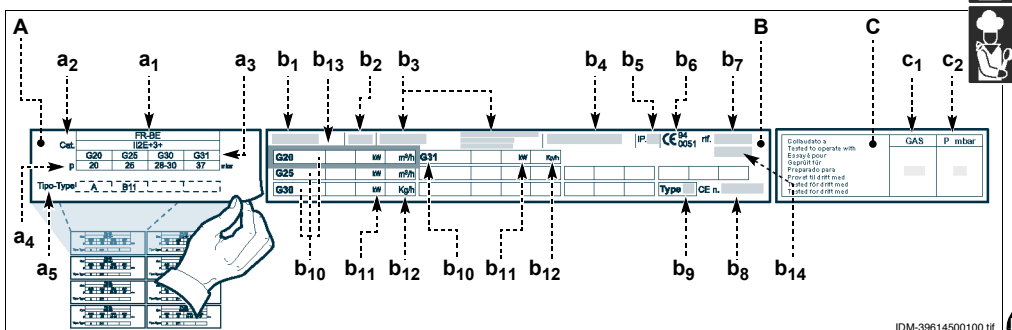 A
a2
a1
a3
b1
b13
b2
b3
b4
b5
b6
b7
B
C
c1
c2
FR-BE
Cat. II2E+3+
G20 G25 G30 G31
p 20 25 28-30 37 mbar
Tipo-Type A B11
IP. CE 94 0051 rif.
G20 kW m³/h G31 kW Kg/h
G25 kW m³/h
G30 kW Kg/h Type CE n.
Collaudato a GAS P mbar
Tested to operate with
Essayé pour
Geprüft für
Preparado para
Provet til drift med
Testad för drift med
Tested for drift med
a4
a5
b10
b11
b12
b10
b11
b12
b9
b8
b14
IDM-39614500100.tif